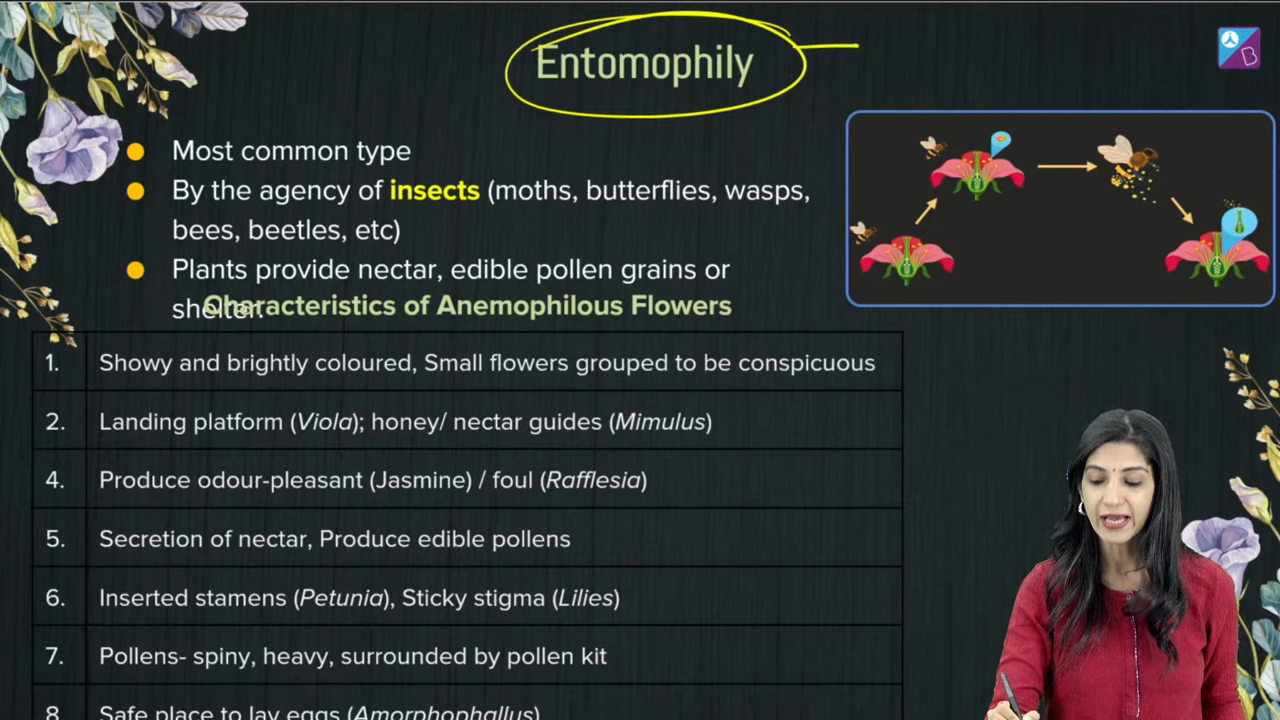 Entomophily
Most common type
By the agency of insects (moths, butterflies, wasps,
bees, beetles, etc)
Plants provide nectar, edible pollen grains or
shelter.
Characteristics of Anemophilous Flowers
1. Showy and brightly coloured, Small flowers grouped to be conspicuous
2. Landing platform (Viola); honey/ nectar guides (Mimulus)
4. Produce odour-pleasant (Jasmine) / foul (Rafflesia)
5. Secretion of nectar, Produce edible pollens
6. Inserted stamens (Petunia), Sticky stigma (Lilies)
7. Pollens- spiny, heavy, surrounded by pollen kit
8. Safe place to lay eggs (Amorphophallus)
B